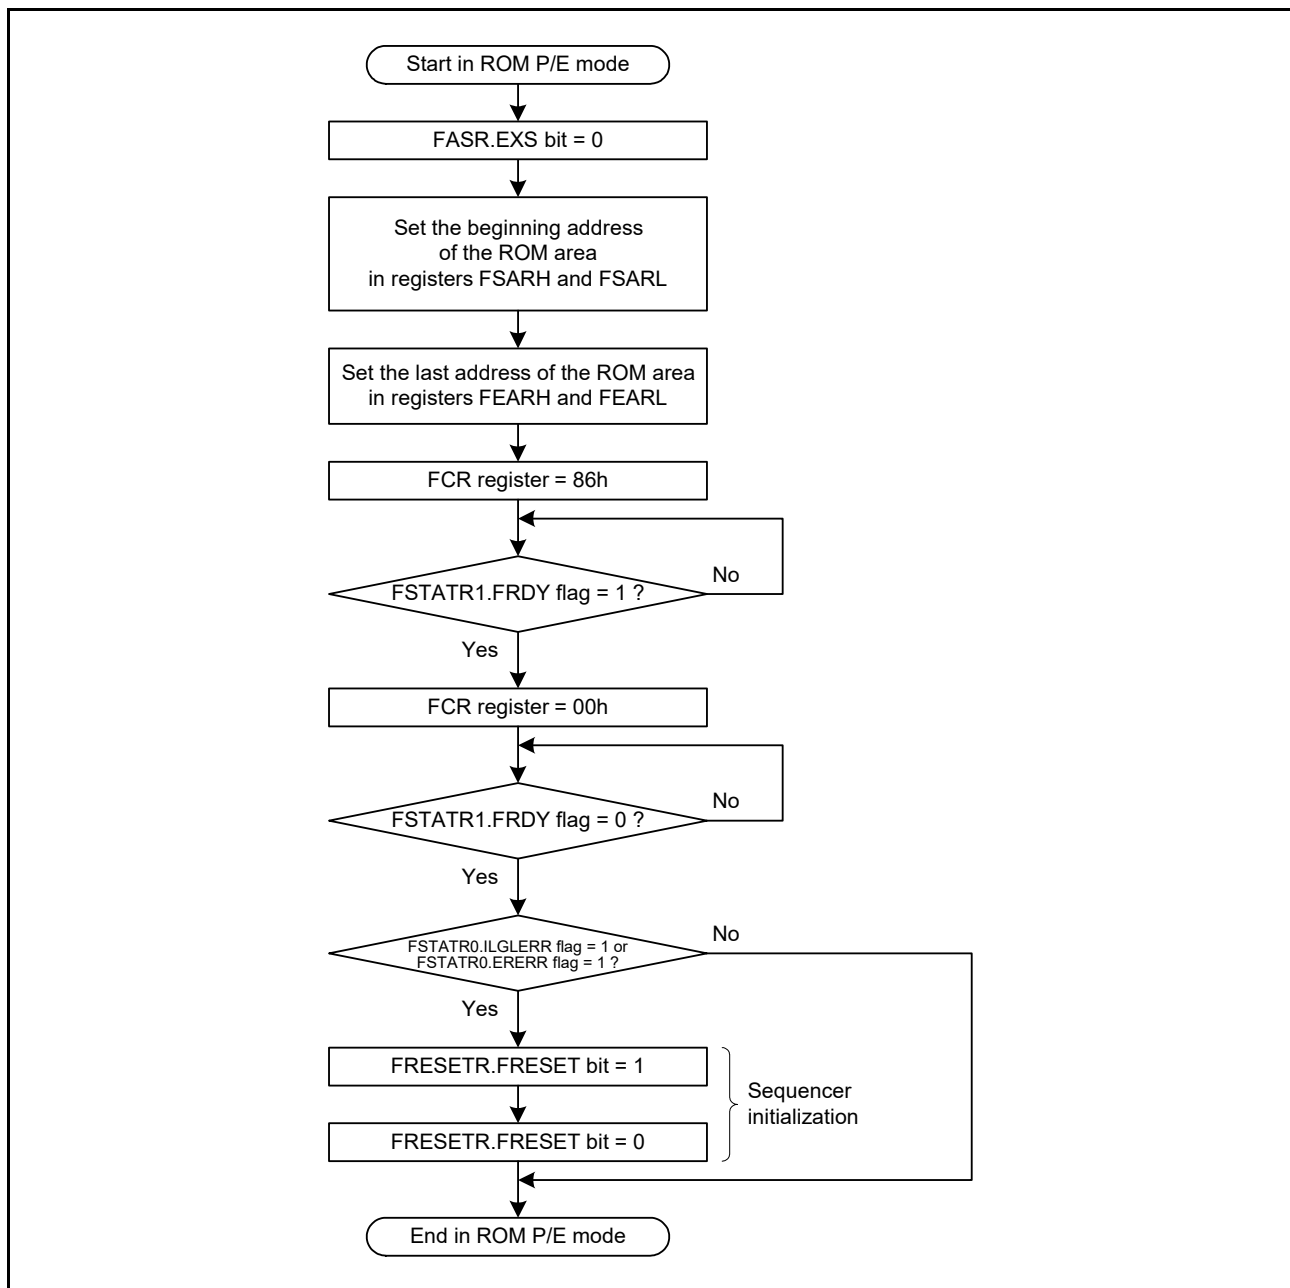 Start in ROM P/E mode
FASR.EXS bit = 0
Set the beginning address
of the ROM area
in registers FSARH and FSARL
Set the last address of the ROM area
in registers FEARH and FEARL
FCR register = 86h
FSTATR1.FRDY flag = 1 ?
No
Yes
FCR register = 00h
FSTATR1.FRDY flag = 0 ?
No
Yes
FSTATR0.ILGLERR flag = 1 or
FSTATR0.ERERR flag = 1 ?
No
Yes
FRESETR.FRESET bit = 1
FRESETR.FRESET bit = 0
Sequencer
initialization
End in ROM P/E mode